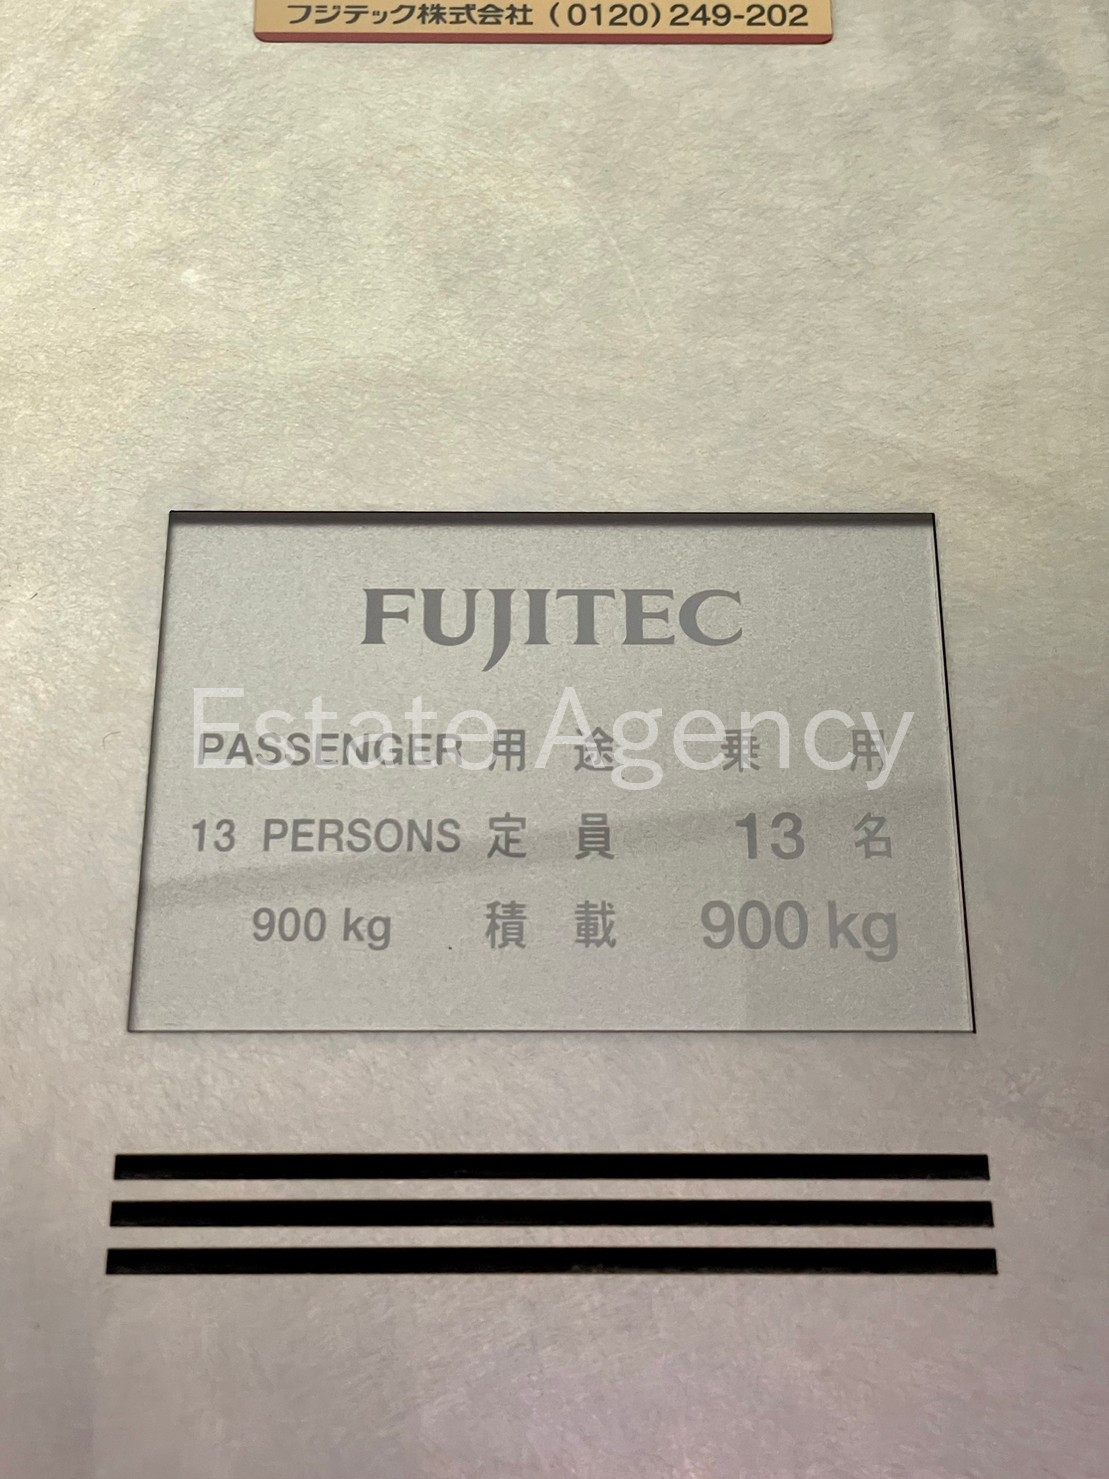 フジテック株式会社 (0120) 249-202
FUJITEC
Estate Agency
PASSENGER 用途 乗用
13 PERSONS 定員 13 名
900 kg 積載 900 kg